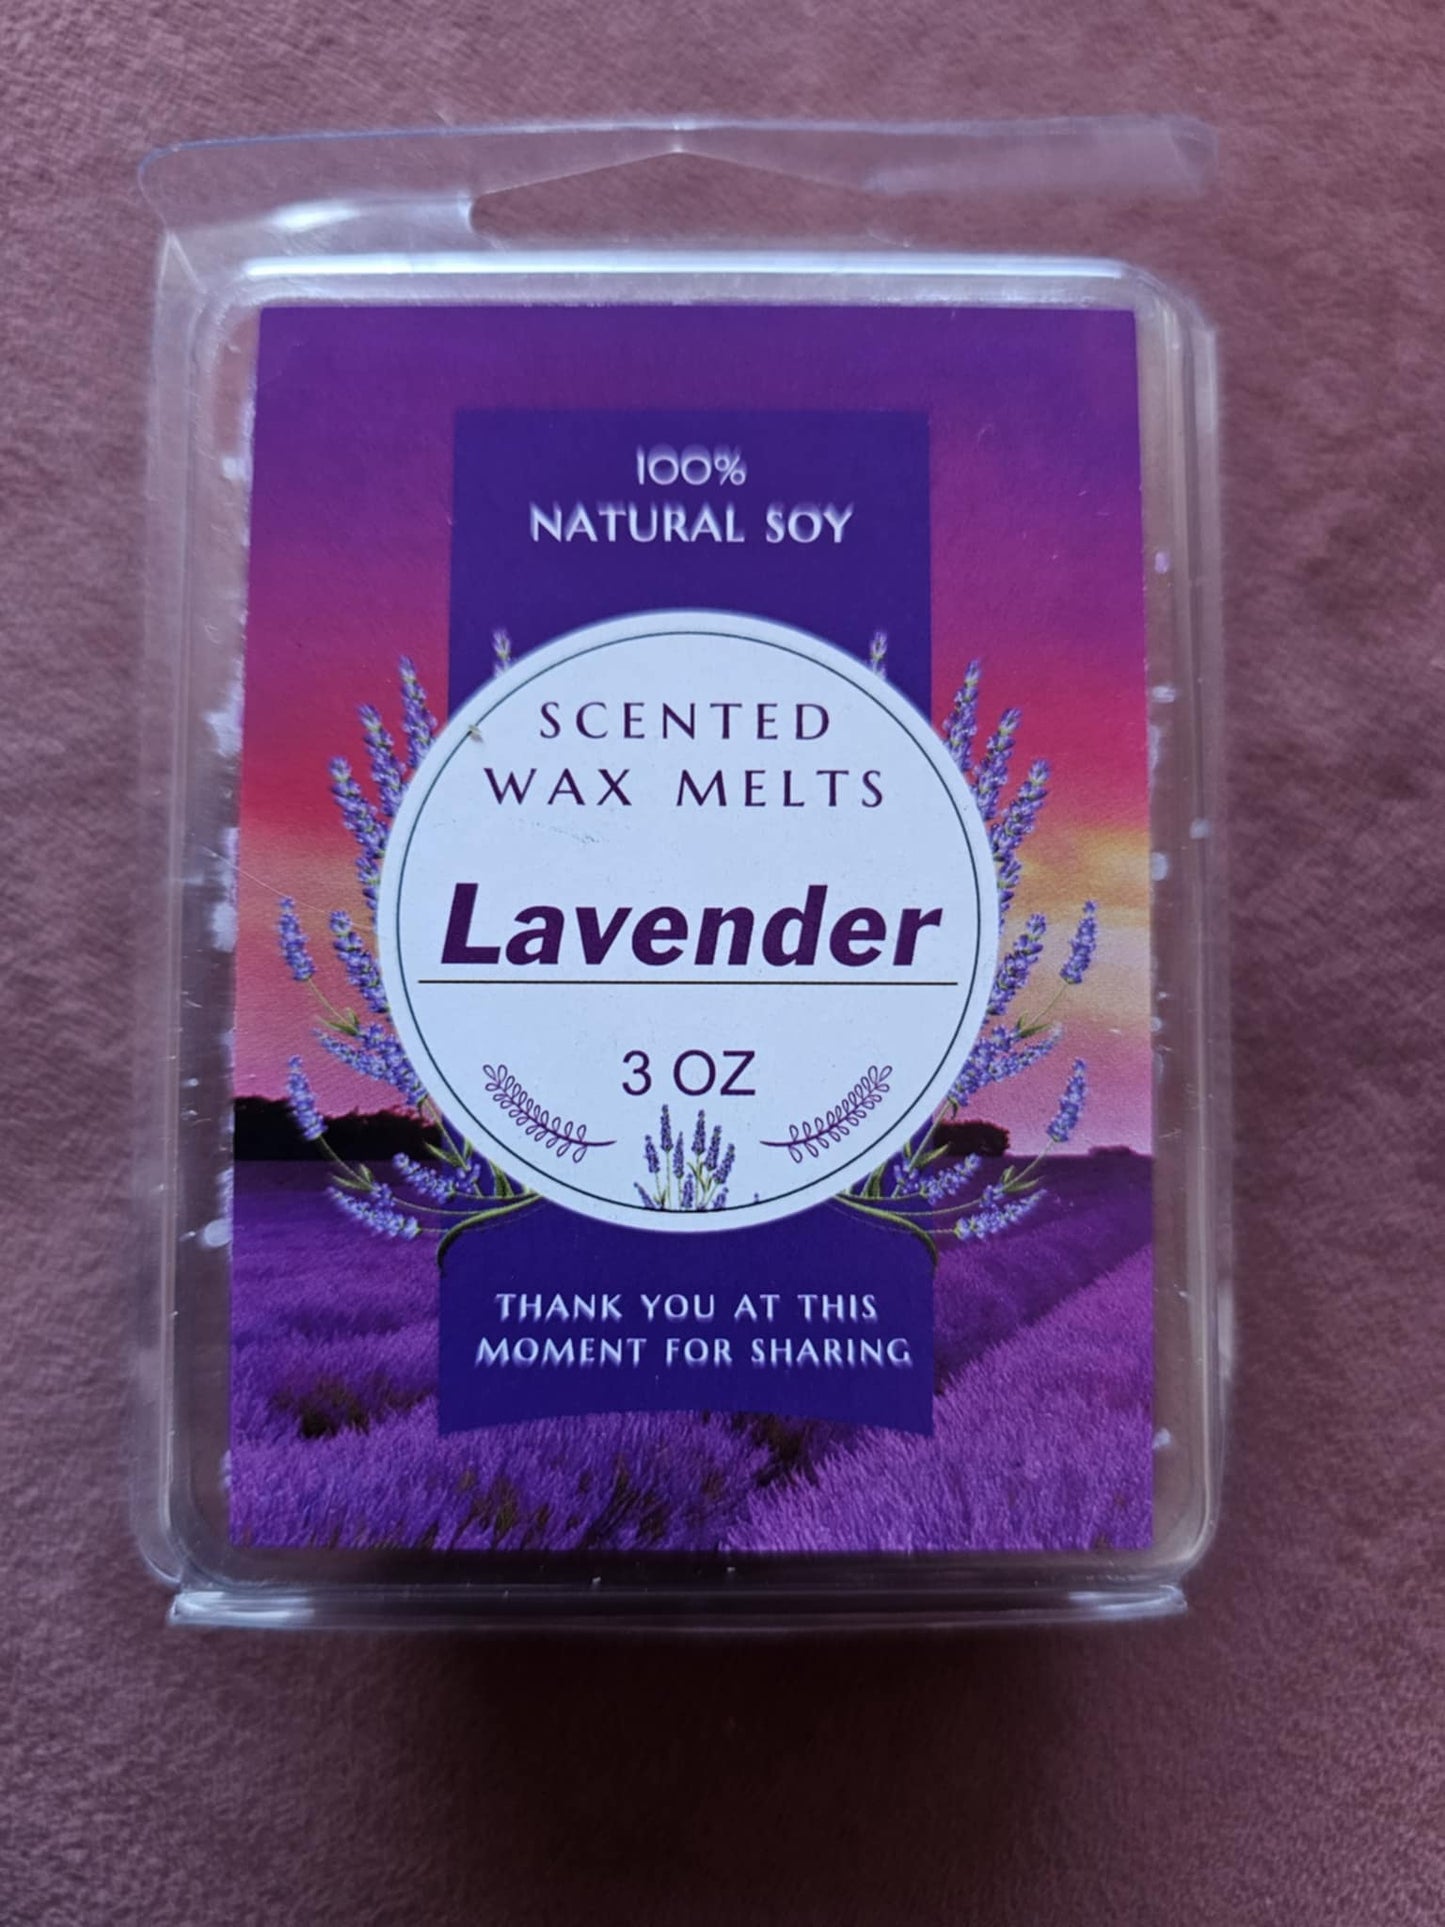 100%
NATURAL SOY
SCENTED
WAX MELTS
Lavender
3 OZ
THANK YOU AT THIS
MOMENT FOR SHARING